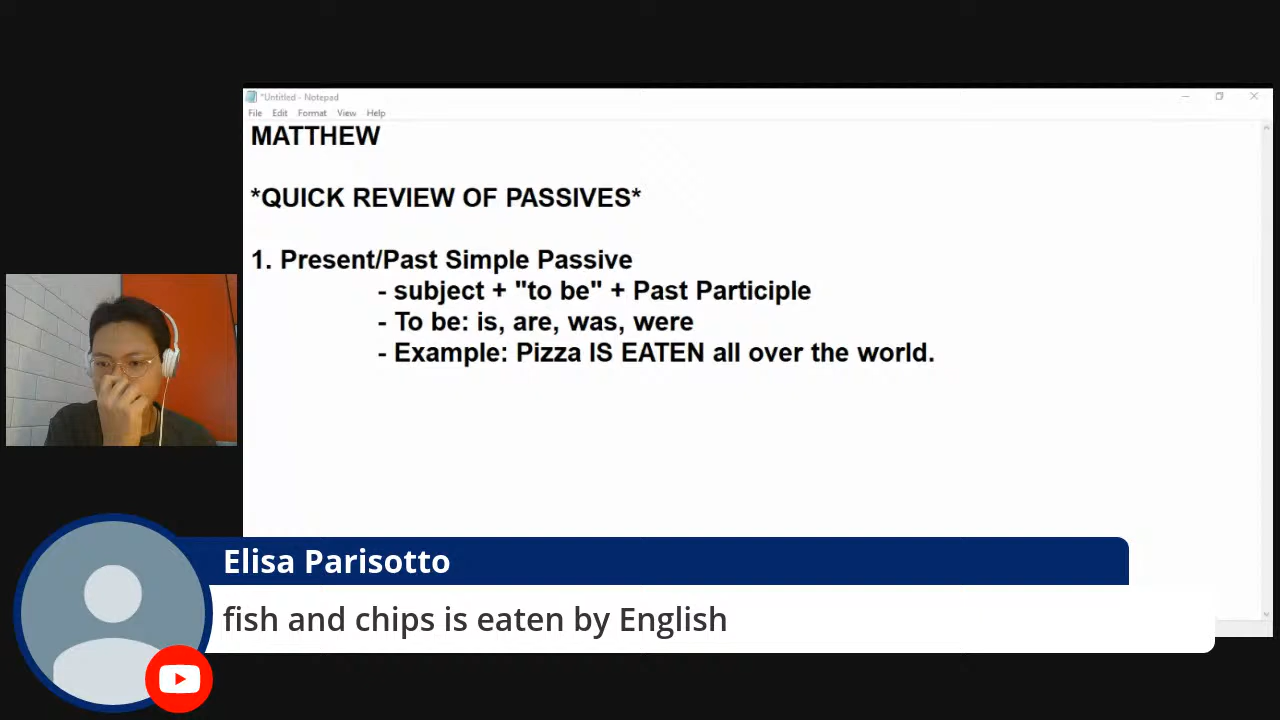 *Untitled - Notepad
File Edit Format View Help
MATTHEW
*QUICK REVIEW OF PASSIVES*
1. Present/Past Simple Passive
- subject + "to be" + Past Participle
- To be: is, are, was, were
- Example: Pizza IS EATEN all over the world.
Elisa Parisotto
fish and chips is eaten by English